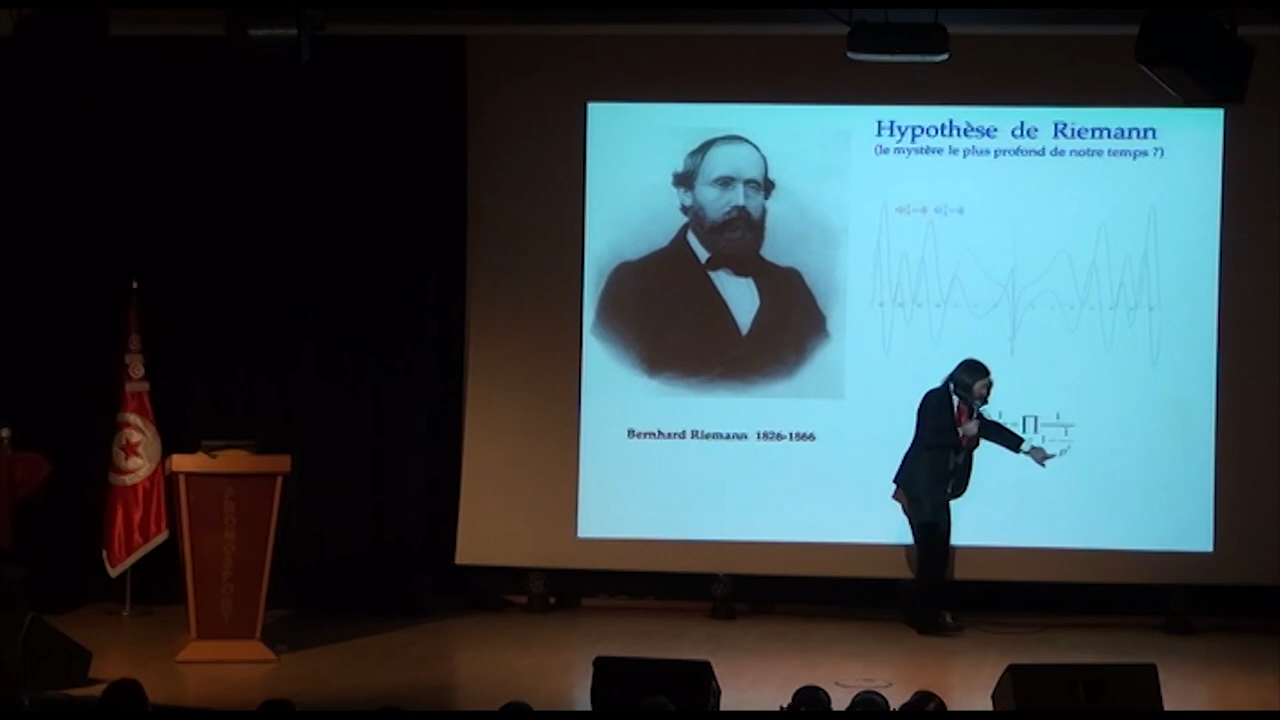 Hypothèse de Riemann
(le mystère le plus profond de notre temps ?)
Bernhard Riemann 1826-1866